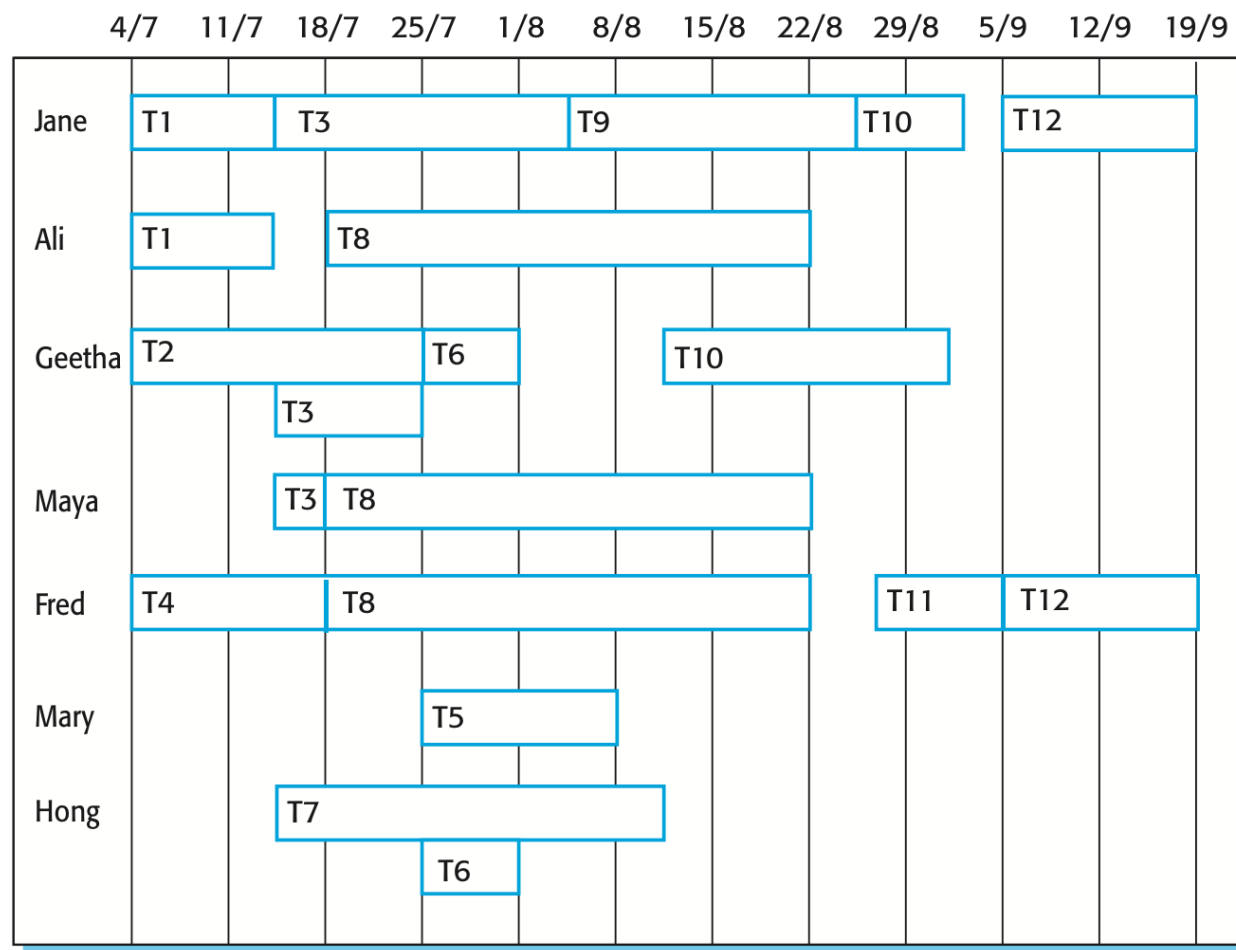 4/7 11/7 18/7 25/7 1/8 8/8 15/8 22/8 29/8 5/9 12/9 19/9
Jane T1 T3 T9 T10 T12
Ali T1 T8
Geetha T2 T6 T10
T3
Maya T3 T8
Fred T4 T8 T11 T12
Mary T5
Hong T7
T6